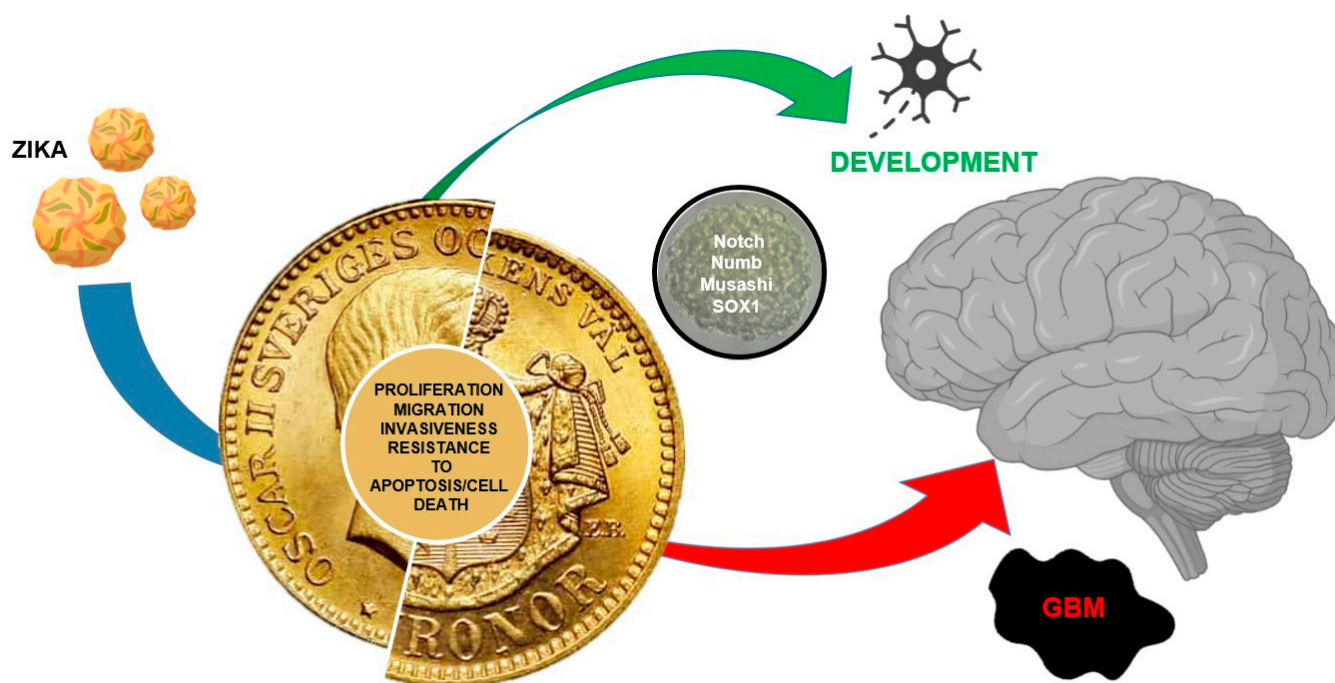 ZIKA
DEVELOPMENT
Notch
Numb
Musashi
SOX1
OSCAR II SVERIGES OC
ENS VÄL
PROLIFERATION
MIGRATION
INVASIVENESS
RESISTANCE
TO
APOPTOSIS/CELL
DEATH
E.B.
RONOR
GBM